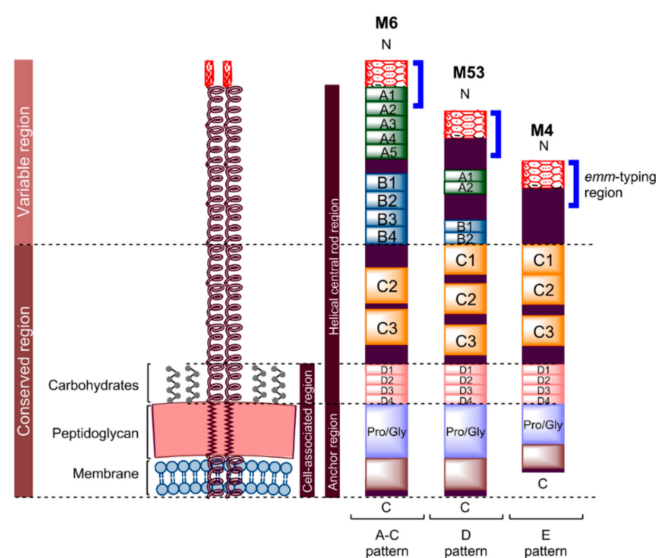 M6
N
M53
N
M4
N
emm-typing
region
Variable region
Conserved region
Helical central rod region
Cell-associated region
Anchor region
Carbohydrates
Peptidoglycan
Membrane
A1
A2
A3
A4
A5
B1
B2
B3
B4
C2
C3
D1
D2
D3
D4
Pro/Gly
C
A-C
pattern
A1
A2
B1
B2
C1
C2
C3
D1
D2
D3
D4
Pro/Gly
C
D
pattern
C1
C2
C3
D1
D2
D3
D4
Pro/Gly
C
E
pattern